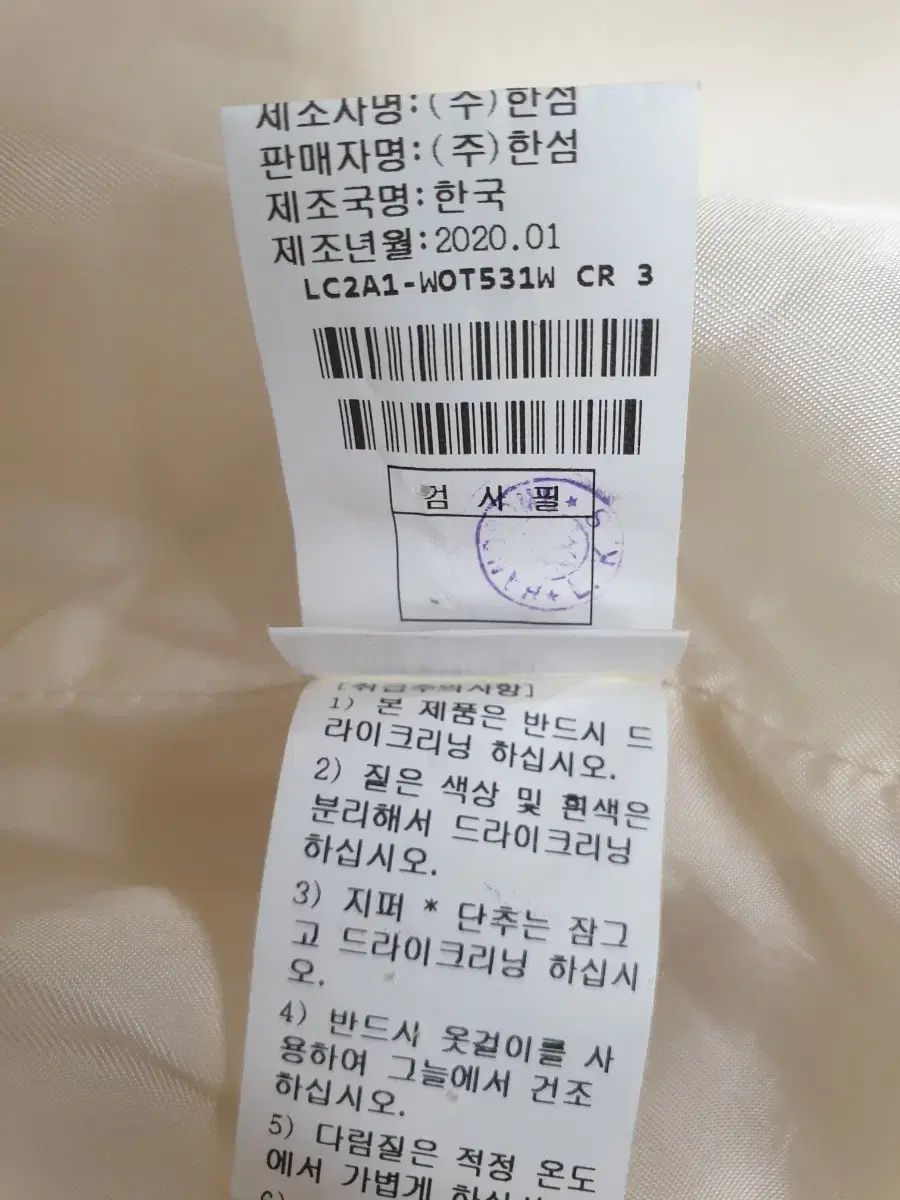 제조사명:(주)한섬
판매자명:(주)한섬
제조국명:한국
제조년월:2020.01
LC2A1-WOT531W CR 3
검 사 필
[취급주의사항]
1) 본 제품은 반드시 드
라이크리닝 하십시오.
2) 짙은 색상 및 흰색은
분리해서 드라이크리닝
하십시오.
3) 지퍼 * 단추는 잠그
고 드라이크리닝 하십시
오.
4) 반드시 옷걸이를 사
용하여 그늘에서 건조
하십시오.
5) 다림질은 적정 온도
에서 가볍게